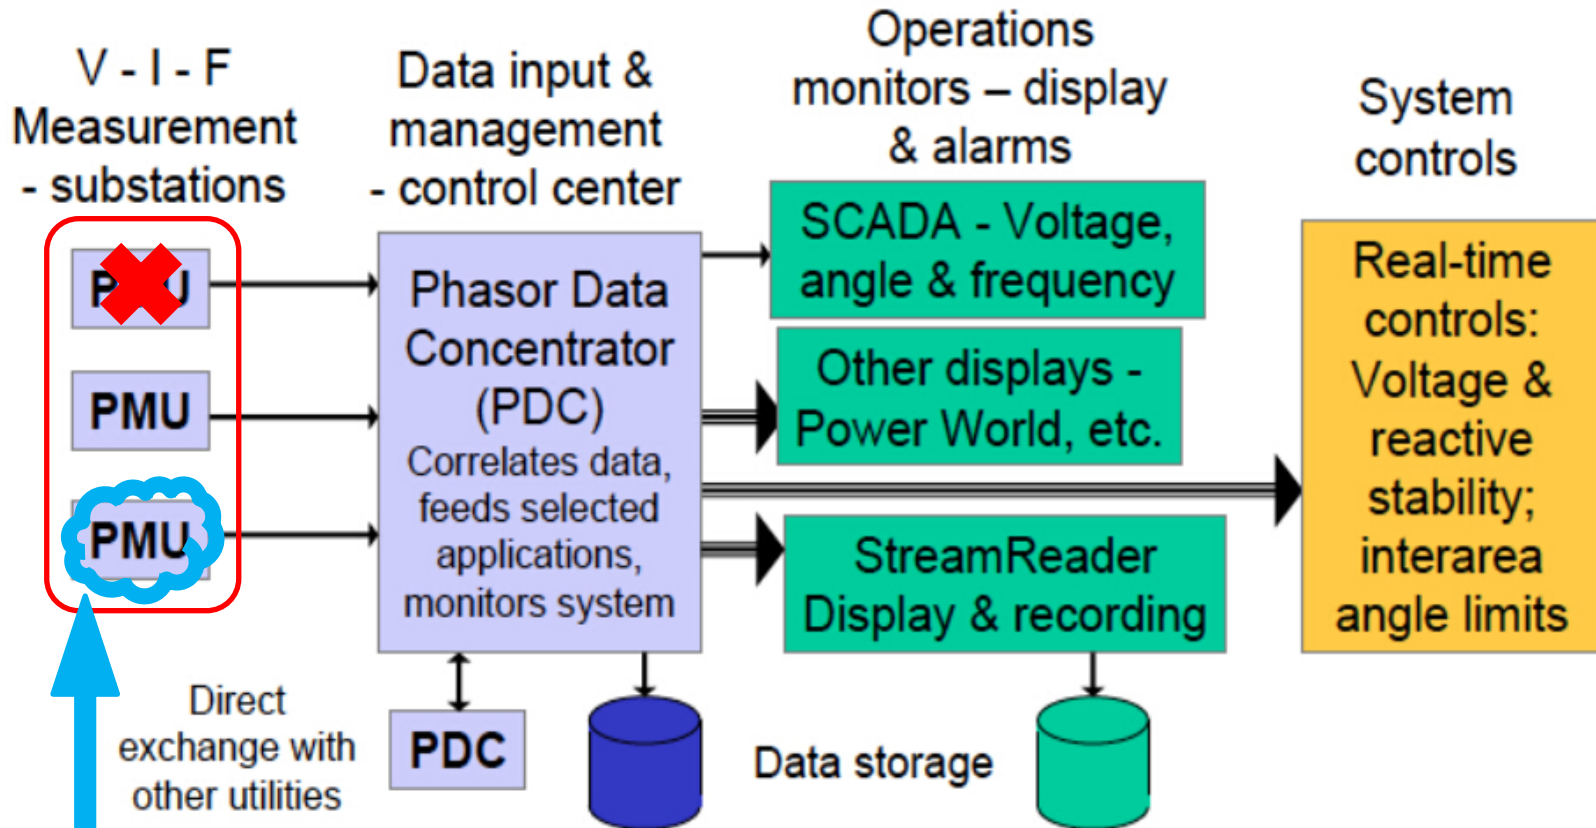 V - I - F
Measurement
- substations
Data input &
management
- control center
Operations
monitors – display
& alarms
System
controls
PMU
PMU
Phasor Data
Concentrator
(PDC)
Correlates data,
feeds selected
applications,
monitors system
SCADA - Voltage,
angle & frequency
Other displays -
Power World, etc.
StreamReader
Display & recording
Real-time
controls:
Voltage &
reactive
stability;
interarea
angle limits
Direct
exchange with
other utilities
PDC
Data storage